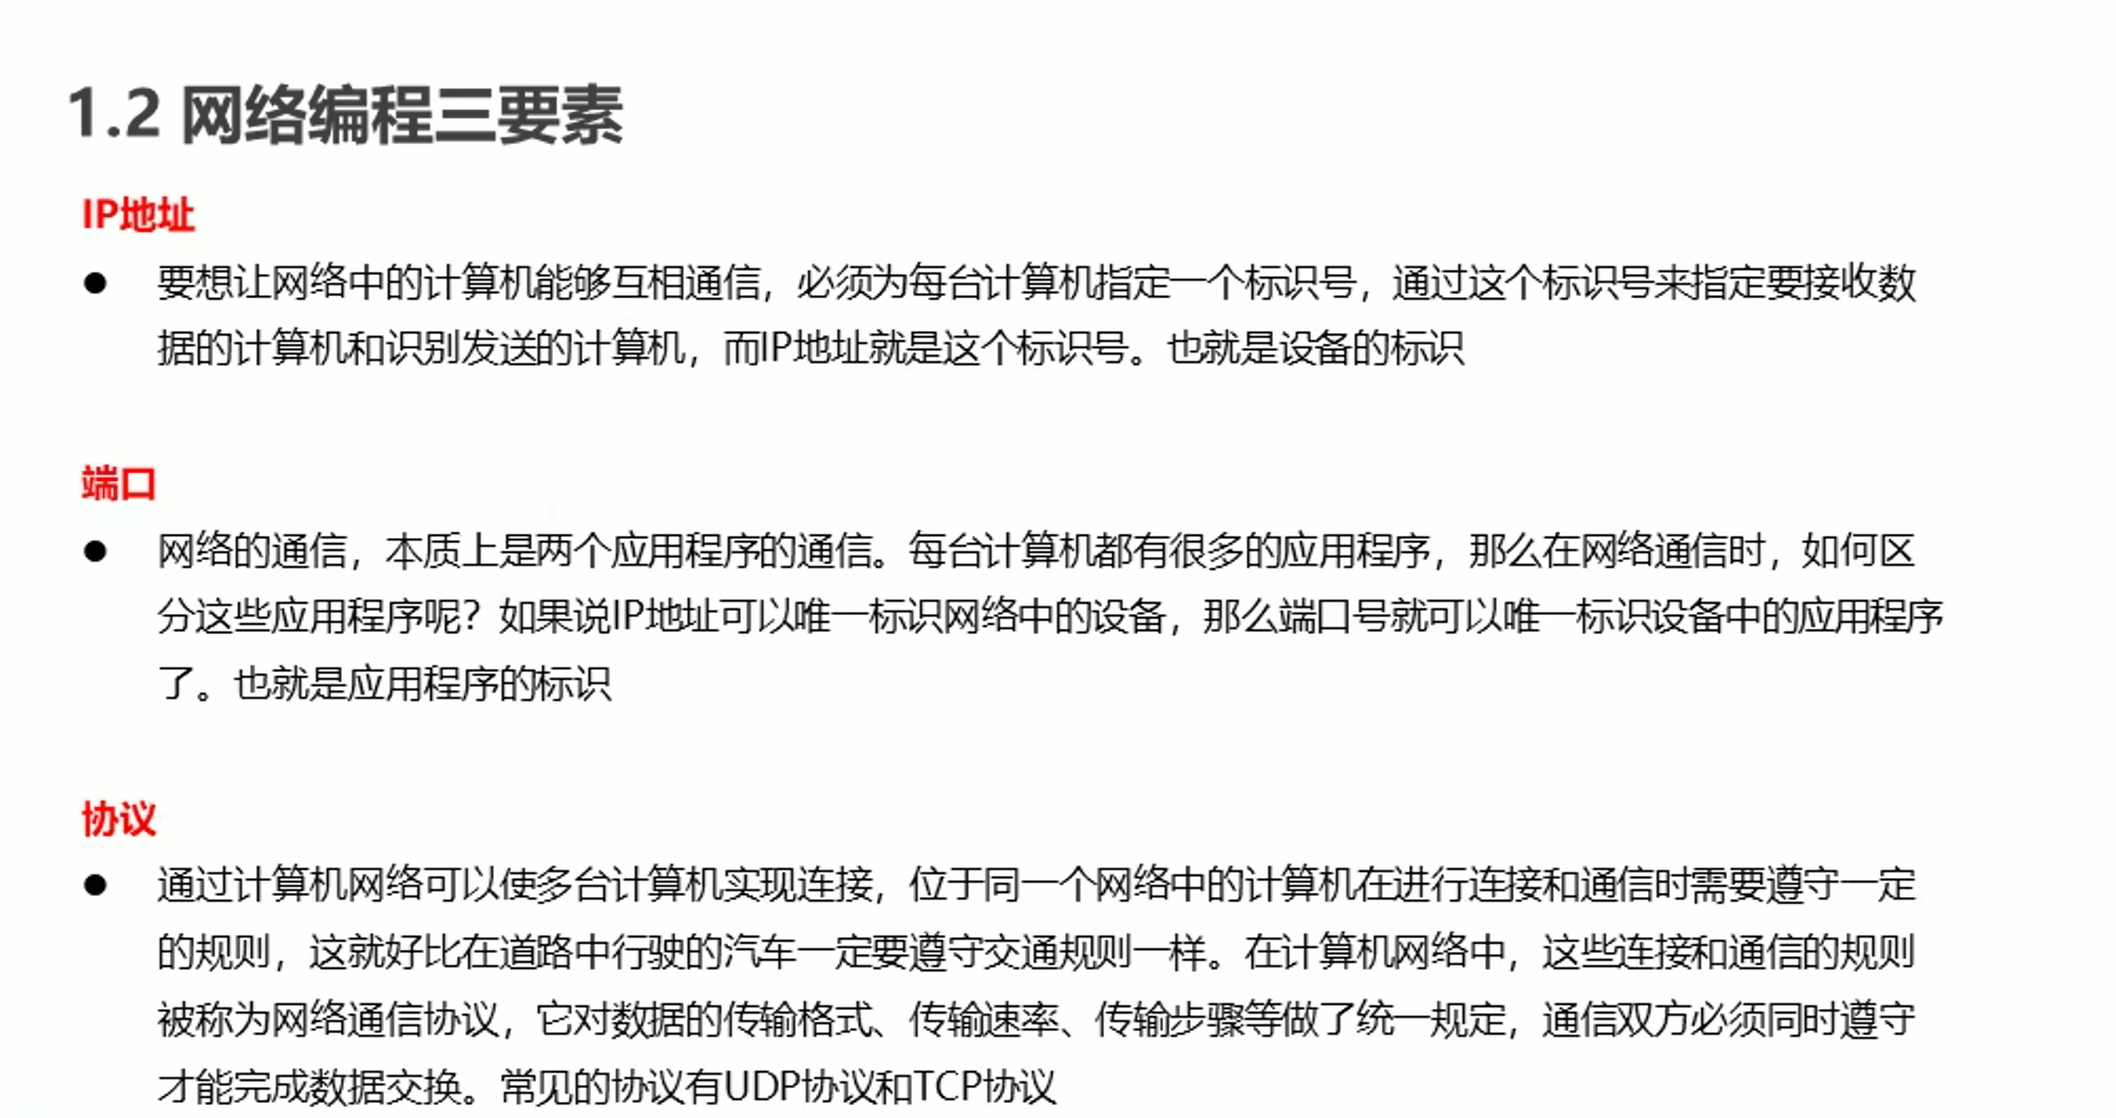 1.2 网络编程三要素
IP地址
● 要想让网络中的计算机能够互相通信，必须为每台计算机指定一个标识号，通过这个标识号来指定要接收数
据的计算机和识别发送的计算机，而IP地址就是这个标识号。也就是设备的标识
端口
● 网络的通信，本质上是两个应用程序的通信。每台计算机都有很多的应用程序，那么在网络通信时，如何区
分这些应用程序呢？如果说IP地址可以唯一标识网络中的设备，那么端口号就可以唯一标识设备中的应用程序
了。也就是应用程序的标识
协议
● 通过计算机网络可以使多台计算机实现连接，位于同一个网络中的计算机在进行连接和通信时需要遵守一定
的规则，这就好比在道路中行驶的汽车一定要遵守交通规则一样。在计算机网络中，这些连接和通信的规则
被称为网络通信协议，它对数据的传输格式、传输速率、传输步骤等做了统一规定，通信双方必须同时遵守
才能完成数据交换。常见的协议有UDP协议和TCP协议